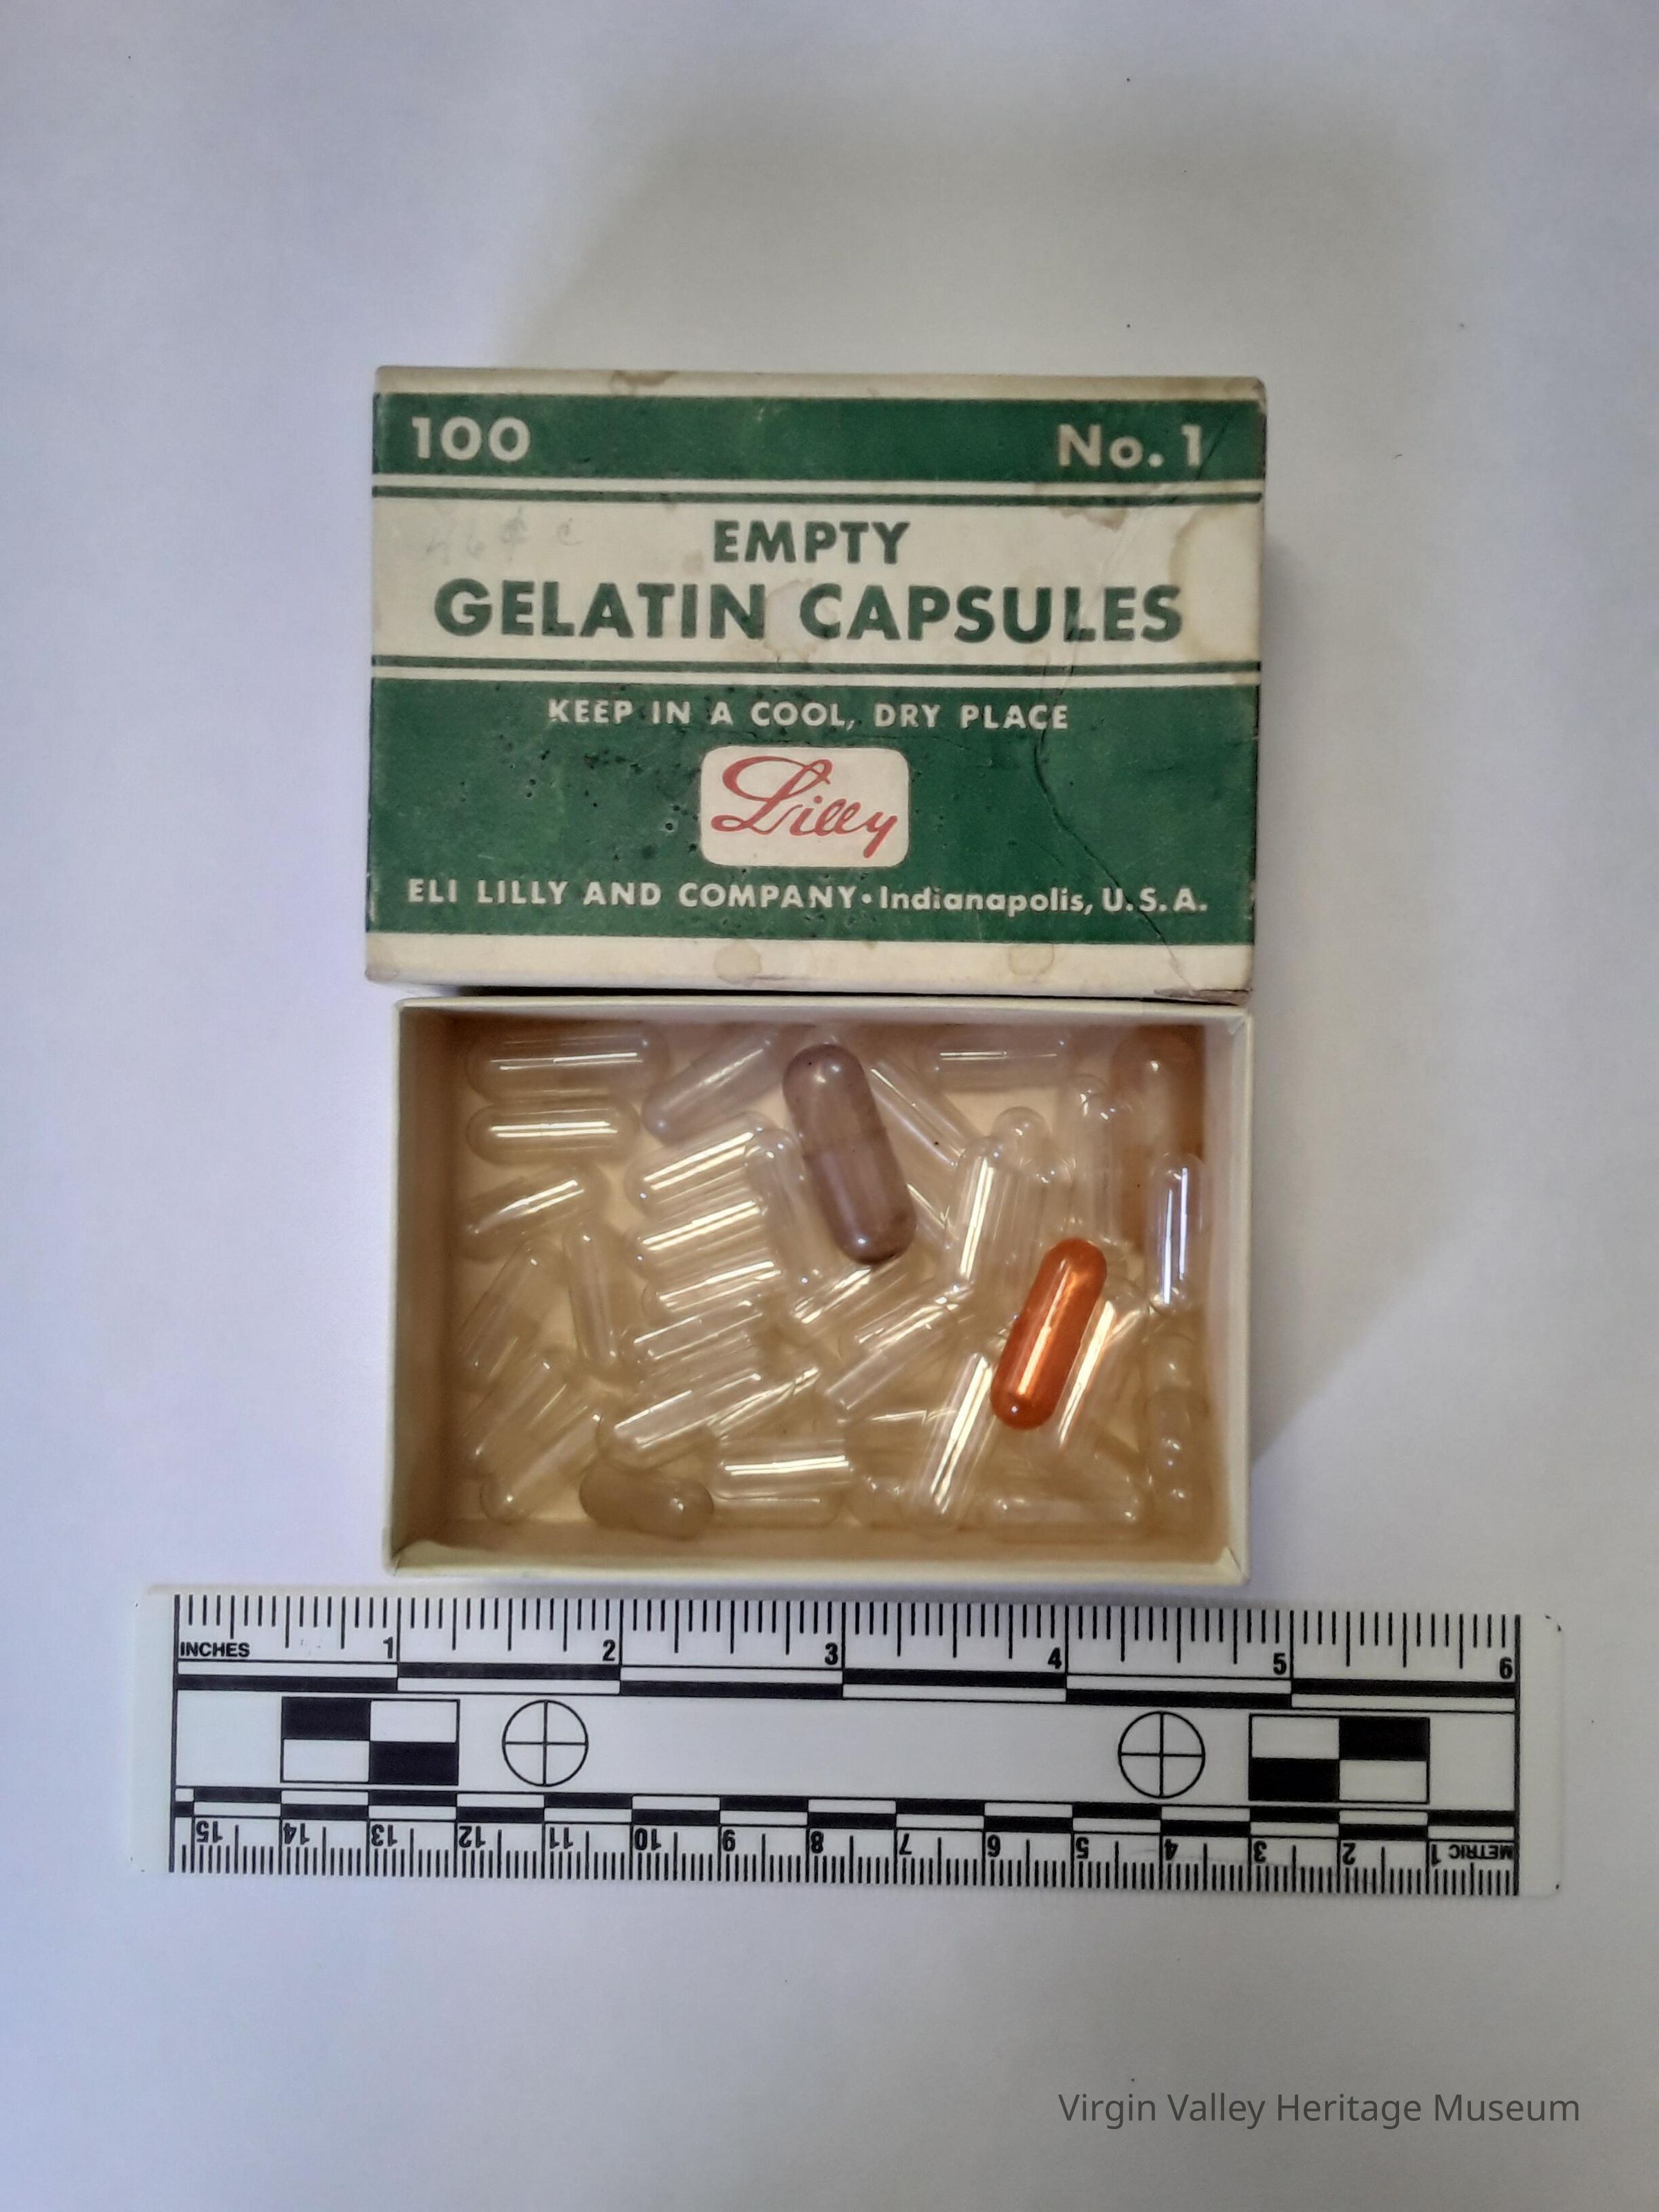 100 No. 1
EMPTY
GELATIN CAPSULES
KEEP IN A COOL, DRY PLACE
Lilly
ELI LILLY AND COMPANY • Indianapolis, U.S.A.
INCHES 1 2 3 4 5 6
15 14 13 12 11 10 9 8 7 6 5 4 3 2 1 METRIC
Virgin Valley Heritage Museum